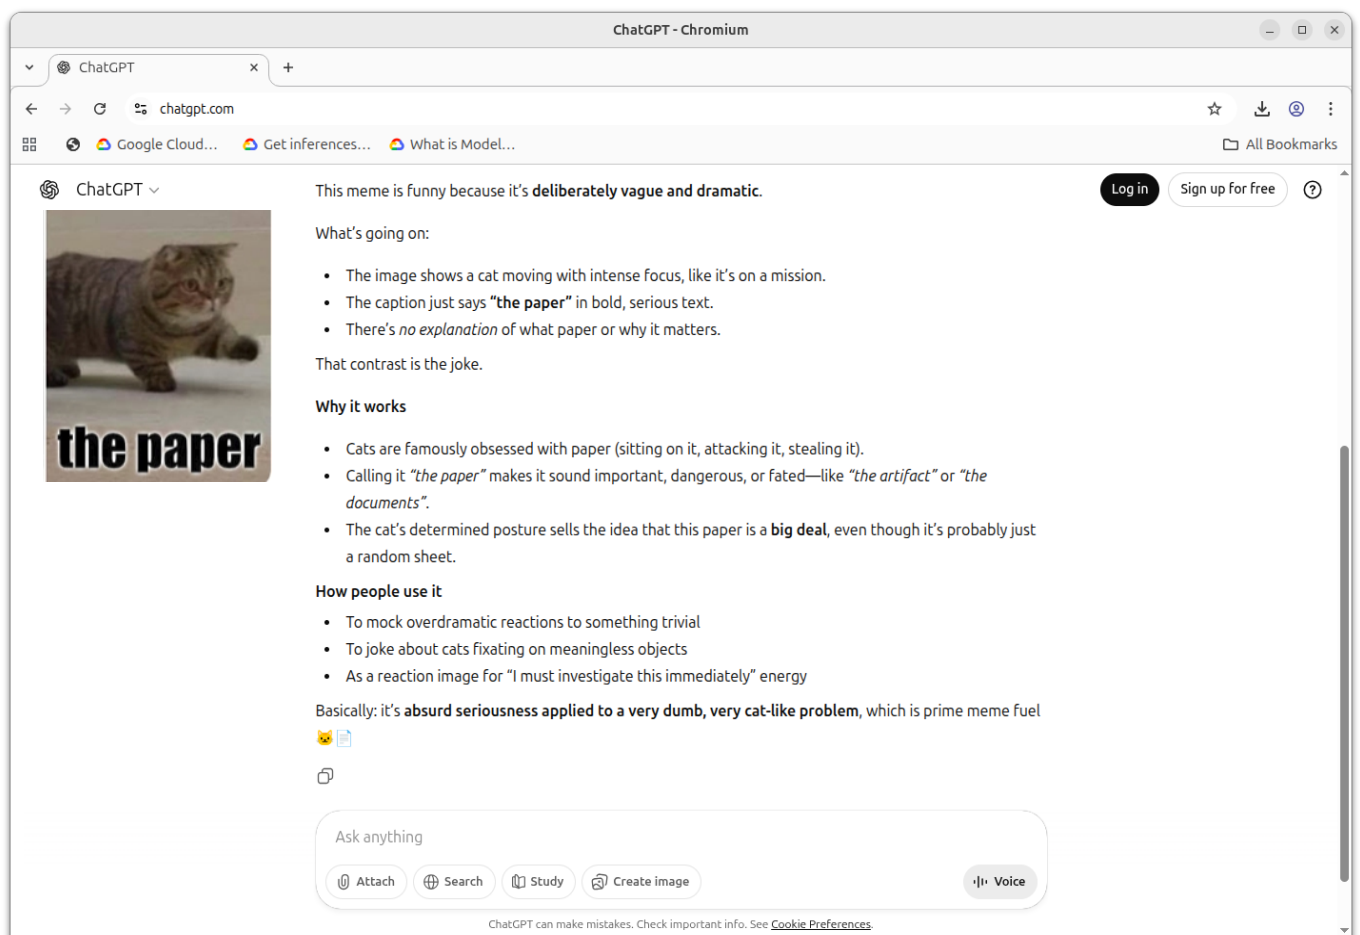 ChatGPT - Chromium
ChatGPT
chatgpt.com
Google Cloud...
Get inferences...
What is Model...
All Bookmarks
ChatGPT
Log in
Sign up for free
This meme is funny because it’s deliberately vague and dramatic.
What’s going on:
• The image shows a cat moving with intense focus, like it’s on a mission.
• The caption just says “the paper” in bold, serious text.
• There’s no explanation of what paper or why it matters.
That contrast is the joke.
the paper
Why it works
• Cats are famously obsessed with paper (sitting on it, attacking it, stealing it).
• Calling it “the paper” makes it sound important, dangerous, or fated—like “the artifact” or “the
documents”.
• The cat’s determined posture sells the idea that this paper is a big deal, even though it’s probably just
a random sheet.
How people use it
• To mock overdramatic reactions to something trivial
• To joke about cats fixating on meaningless objects
• As a reaction image for “I must investigate this immediately” energy
Basically: it’s absurd seriousness applied to a very dumb, very cat-like problem, which is prime meme fuel
🐱📄
Ask anything
Attach
Search
Study
Create image
Voice
ChatGPT can make mistakes. Check important info. See Cookie Preferences.